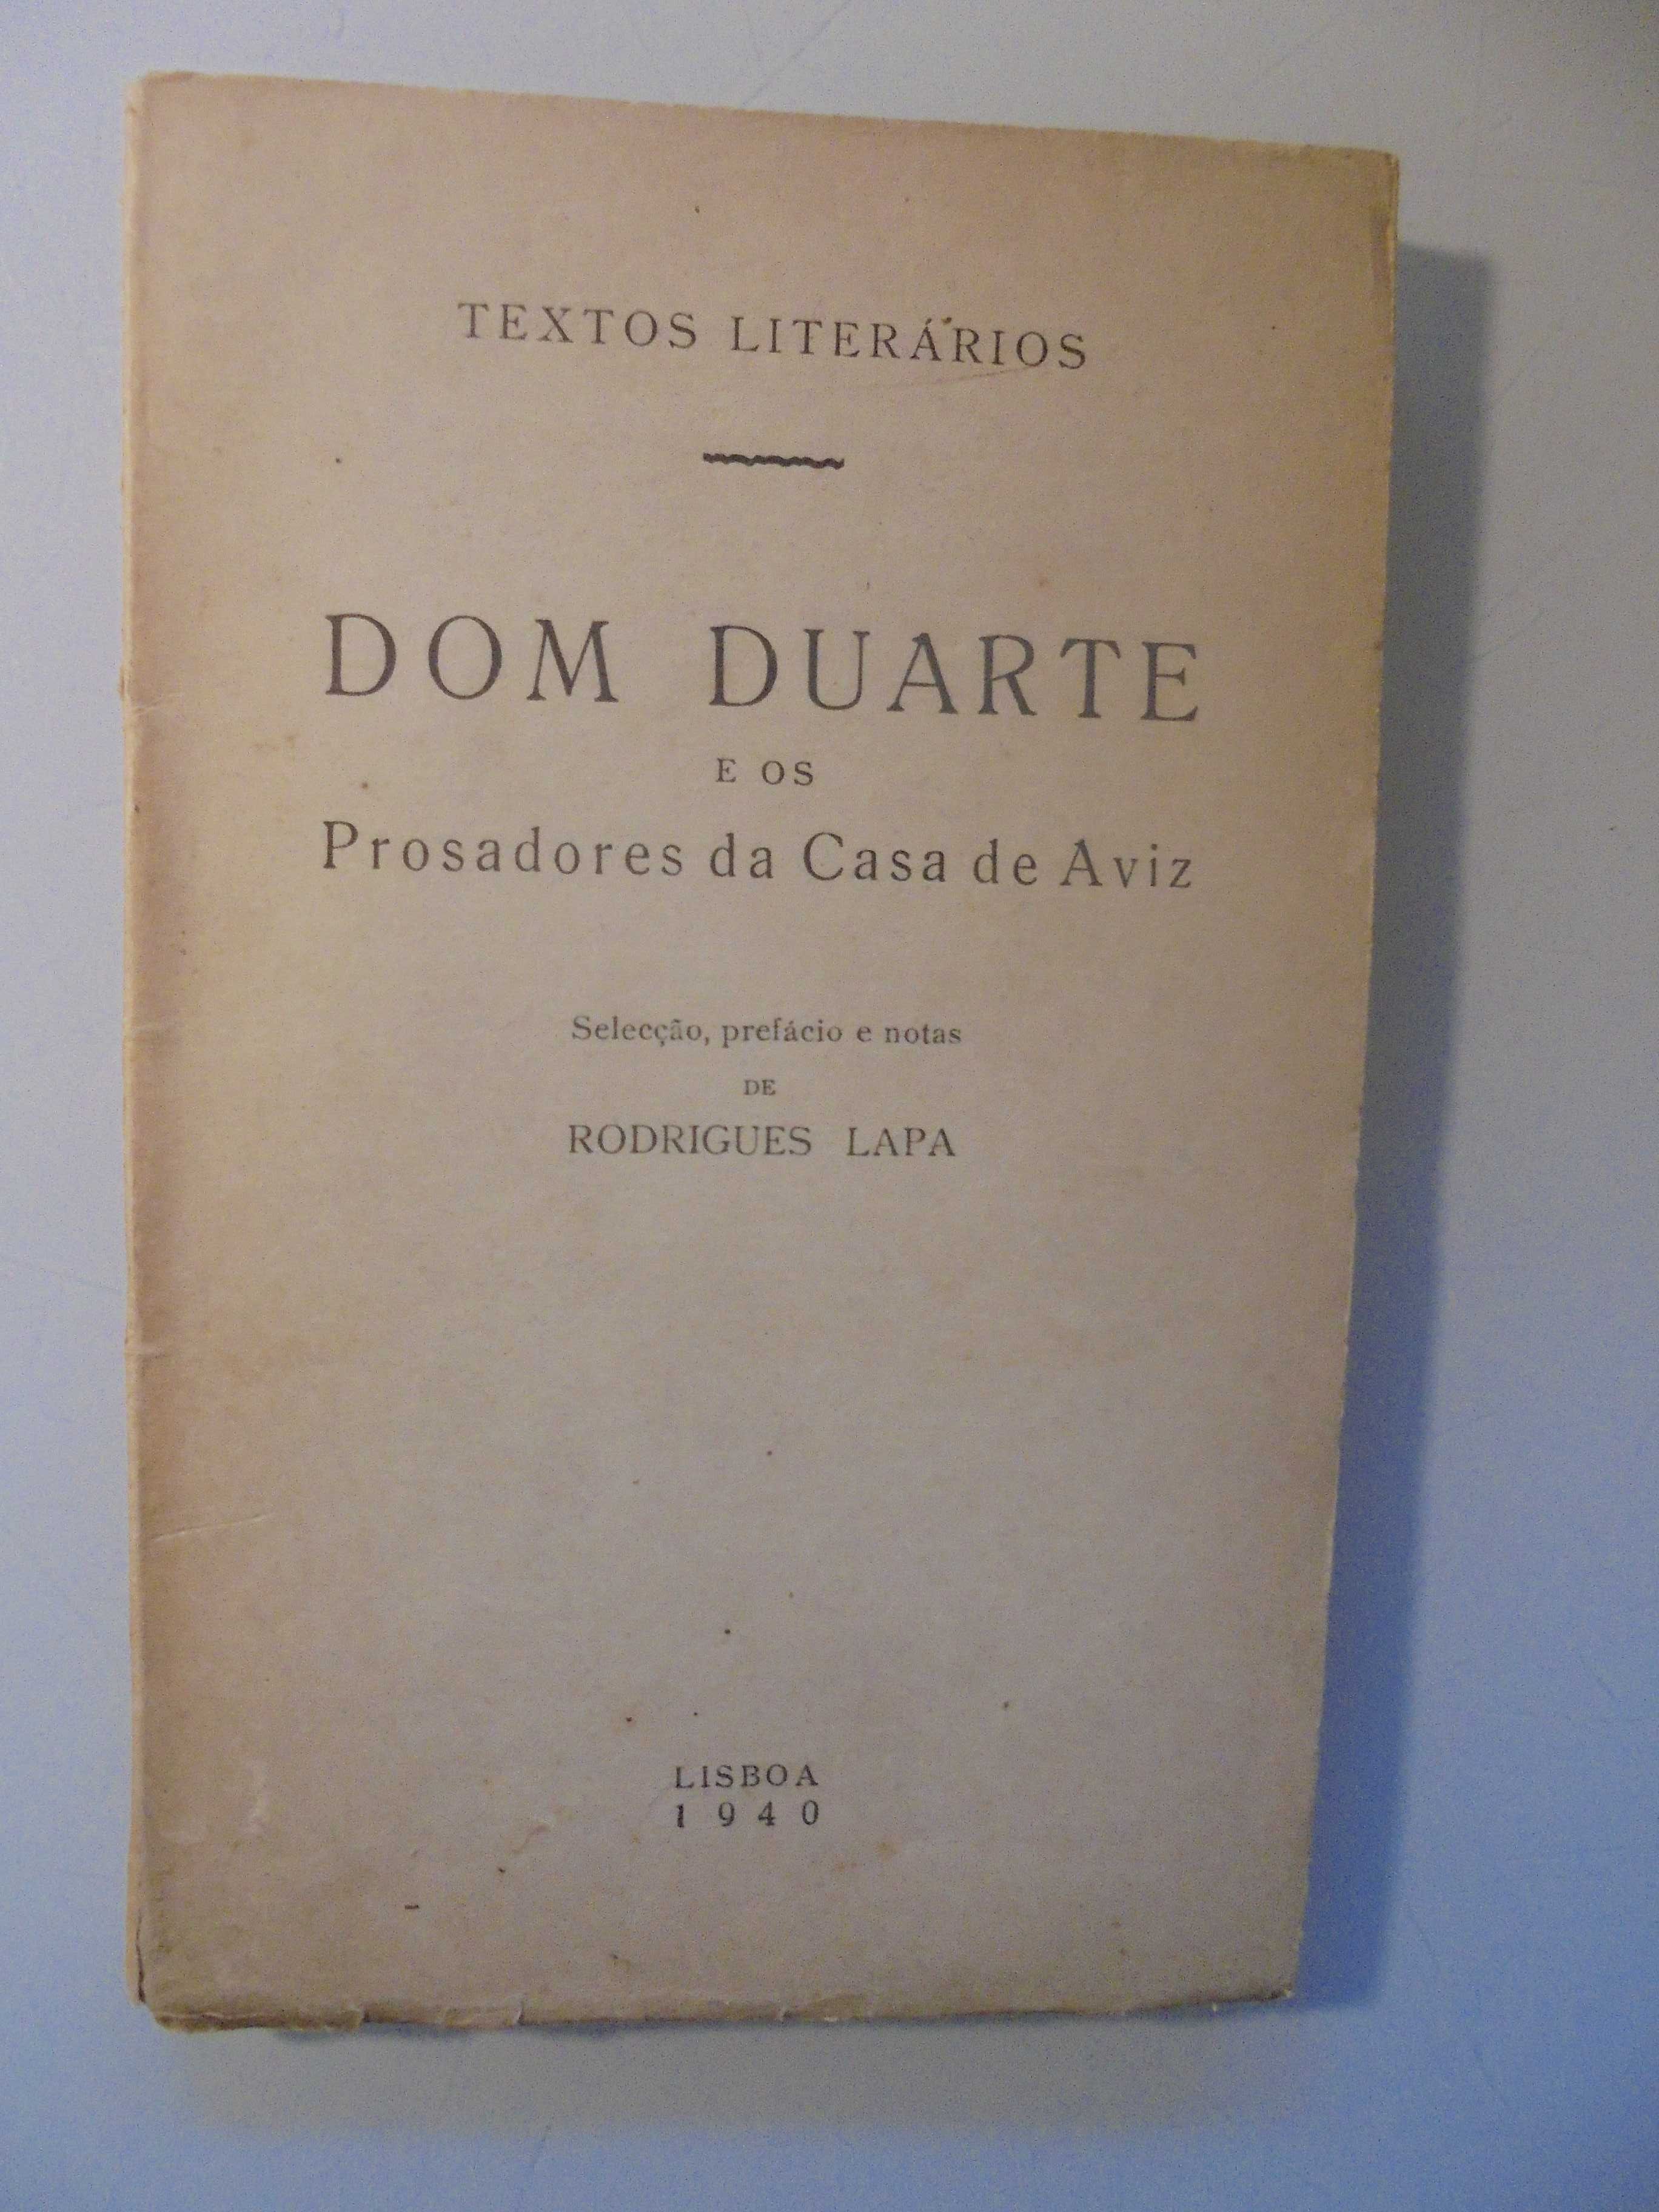 TEXTOS LITERÁRIOS
DOM DUARTE
E OS
Prosadores da Casa de Aviz
Selecção, prefácio e notas
DE
RODRIGUES LAPA
LISBOA
1940